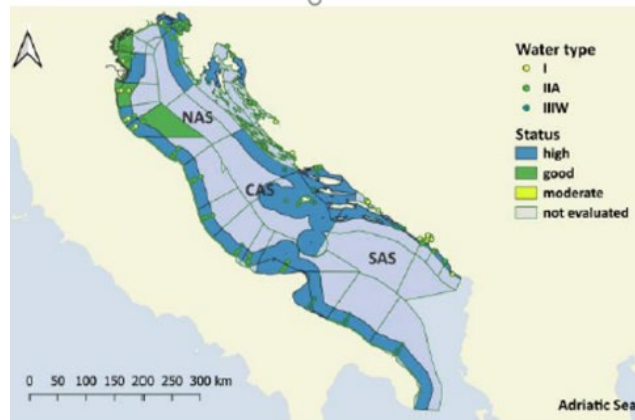 Water type
I
IIA
IIIW
Status
high
good
moderate
not evaluated
NAS
CAS
SAS
0 50 100 150 200 250 300 km
Adriatic Sea